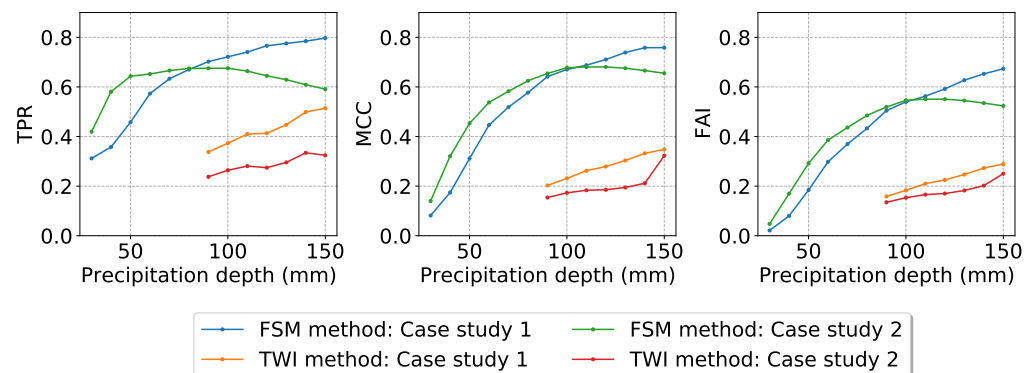 TPR
0.8
0.6
0.4
0.2
0.0
50
100
150
Precipitation depth (mm)
MCC
0.8
0.6
0.4
0.2
0.0
50
100
150
Precipitation depth (mm)
FAI
0.8
0.6
0.4
0.2
0.0
50
100
150
Precipitation depth (mm)
FSM method: Case study 1
TWI method: Case study 1
FSM method: Case study 2
TWI method: Case study 2